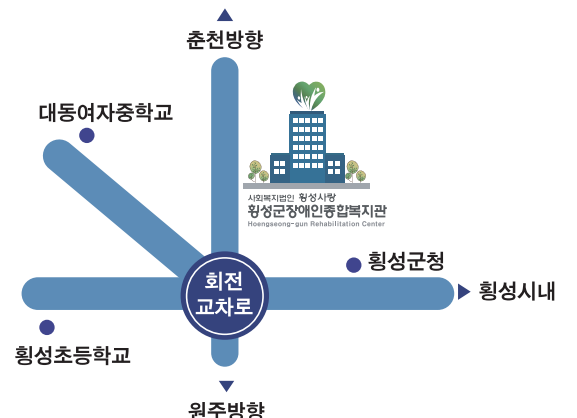 춘천방향
대동여자중학교
사회복지법인 횡성사랑
횡성군장애인종합복지관
Hoengseong-gun Rehabilitation Center
횡성군청
회전
교차로
횡성시내
횡성초등학교
원주방향